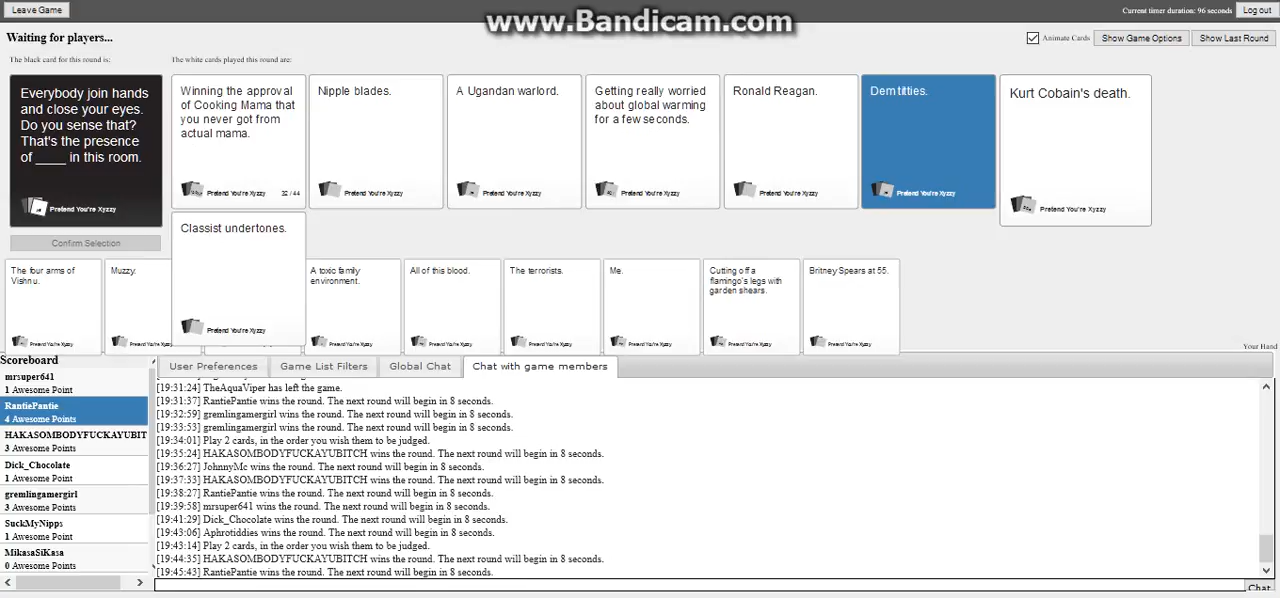 Leave Game
www.Bandicam.com
Current timer duration: 96 seconds
Log out
Waiting for players...
Animate Cards
Show Game Options
Show Last Round
The black card for this round is:
The white cards played this round are:
Everybody join hands
and close your eyes.
Do you sense that?
That's the presence
of ____ in this room.
Pretend You're Xyzzy
Winning the approval
of Cooking Mama that
you never got from
actual mama.
Pretend You're Xyzzy
32 / 44
Nipple blades.
Pretend You're Xyzzy
A Ugandan warlord.
Pretend You're Xyzzy
Getting really worried
about global warming
for a few seconds.
Pretend You're Xyzzy
Ronald Reagan.
Pretend You're Xyzzy
Dem titties.
Pretend You're Xyzzy
Kurt Cobain's death.
Pretend You're Xyzzy
Classist undertones.
Pretend You're Xyzzy
Confirm Selection
The four arms of
Vishnu.
Pretend You're Xyzzy
Muzzy.
Pretend You're Xyzzy
A toxic family
environment.
Pretend You're Xyzzy
All of this blood.
Pretend You're Xyzzy
The terrorists.
Pretend You're Xyzzy
Me.
Pretend You're Xyzzy
Cutting off a
flamingo's legs with
garden shears.
Pretend You're Xyzzy
Britney Spears at 55.
Pretend You're Xyzzy
Your Hand
Scoreboard
mrsuper641
1 Awesome Point
RantiePantie
4 Awesome Points
HAKASOMBODYFUCKAYUBIT
3 Awesome Points
Dick_Chocolate
1 Awesome Point
gremlingamergirl
3 Awesome Points
SuckMyNipps
1 Awesome Point
MikasaSiKasa
0 Awesome Points
User Preferences
Game List Filters
Global Chat
Chat with game members
[19:31:24] TheAquaViper has left the game.
[19:31:37] RantiePantie wins the round. The next round will begin in 8 seconds.
[19:32:59] gremlingamergirl wins the round. The next round will begin in 8 seconds.
[19:33:53] gremlingamergirl wins the round. The next round will begin in 8 seconds.
[19:34:01] Play 2 cards, in the order you wish them to be judged.
[19:35:24] HAKASOMBODYFUCKAYUBITCH wins the round. The next round will begin in 8 seconds.
[19:36:27] JohnnyMc wins the round. The next round will begin in 8 seconds.
[19:37:33] HAKASOMBODYFUCKAYUBITCH wins the round. The next round will begin in 8 seconds.
[19:38:27] RantiePantie wins the round. The next round will begin in 8 seconds.
[19:39:58] mrsuper641 wins the round. The next round will begin in 8 seconds.
[19:41:29] Dick_Chocolate wins the round. The next round will begin in 8 seconds.
[19:43:06] Aphrotiddies wins the round. The next round will begin in 8 seconds.
[19:43:14] Play 2 cards, in the order you wish them to be judged.
[19:44:35] HAKASOMBODYFUCKAYUBITCH wins the round. The next round will begin in 8 seconds.
[19:45:43] RantiePantie wins the round. The next round will begin in 8 seconds.
Chat